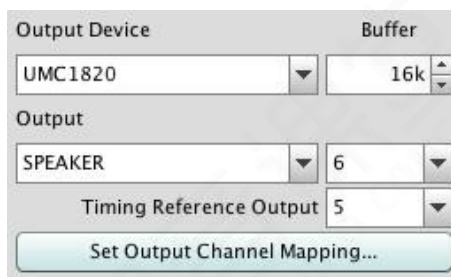 Output Device Buffer
UMC1820 16k
Output
SPEAKER 6
Timing Reference Output 5
Set Output Channel Mapping...